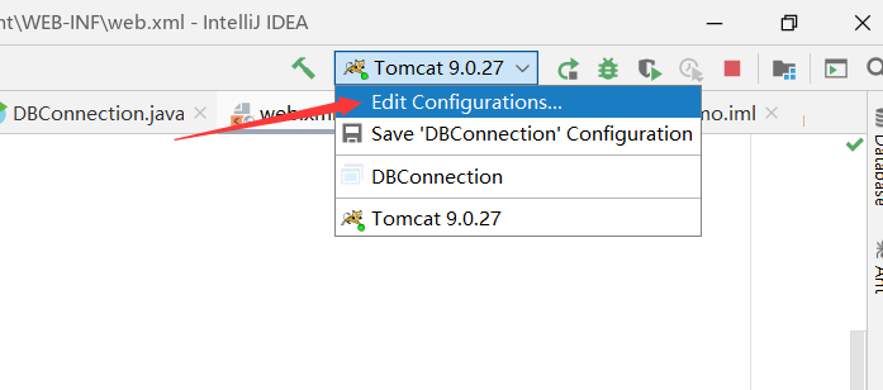 nt\WEB-INF\web.xml - IntelliJ IDEA
Tomcat 9.0.27
DBConnection.java
web.xml
mo.iml
Edit Configurations...
Save 'DBConnection' Configuration
DBConnection
Tomcat 9.0.27
Database
Ant